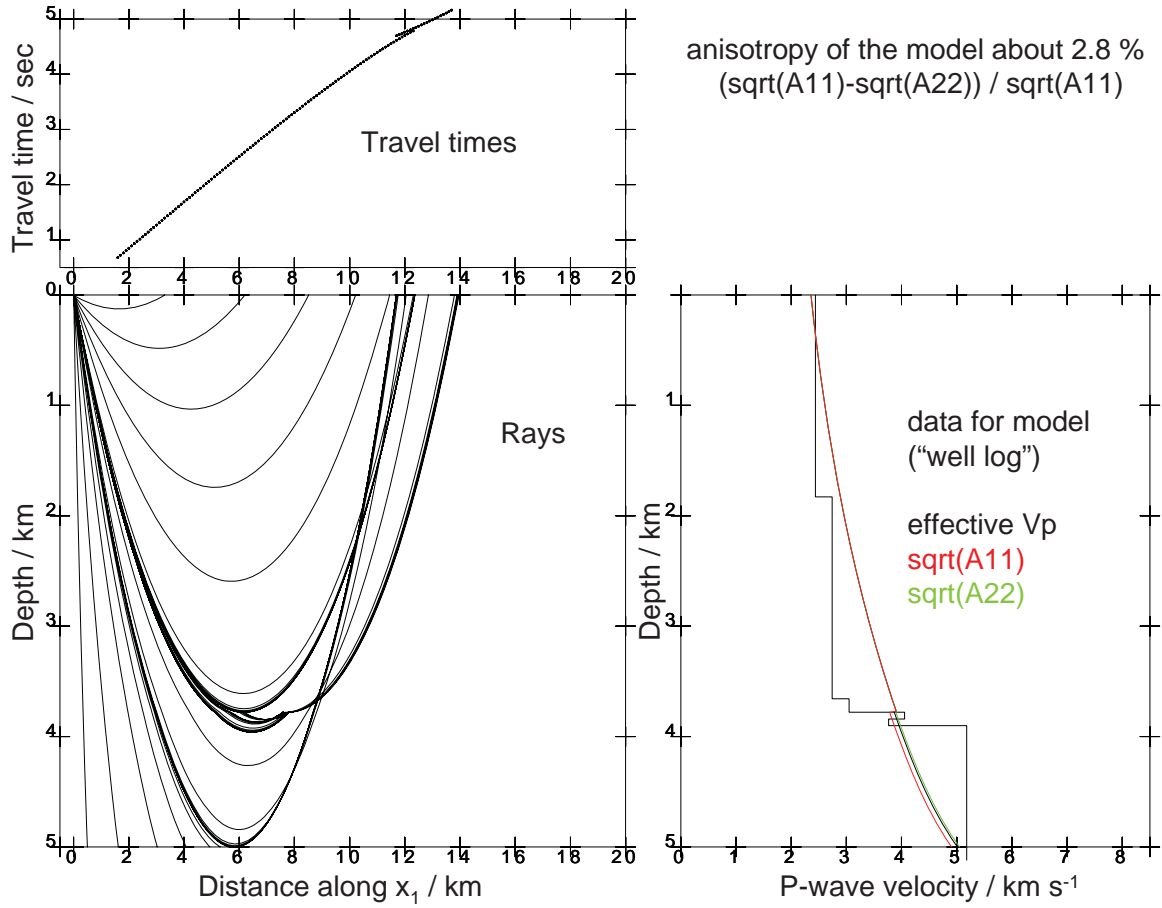 5
4
3
2
1
Travel time / sec
Travel times
0 2 4 6 8 10 12 14 16 18 20
anisotropy of the model about 2.8 %
(sqrt(A11)-sqrt(A22)) / sqrt(A11)
0
1
2
3
4
5
Depth / km
Rays
0 2 4 6 8 10 12 14 16 18 20
Distance along x₁ / km
1
2
3
4
5
Depth / km
data for model
(“well log”)
effective Vp
sqrt(A11)
sqrt(A22)
0 1 2 3 4 5 6 7 8
P-wave velocity / km s⁻¹